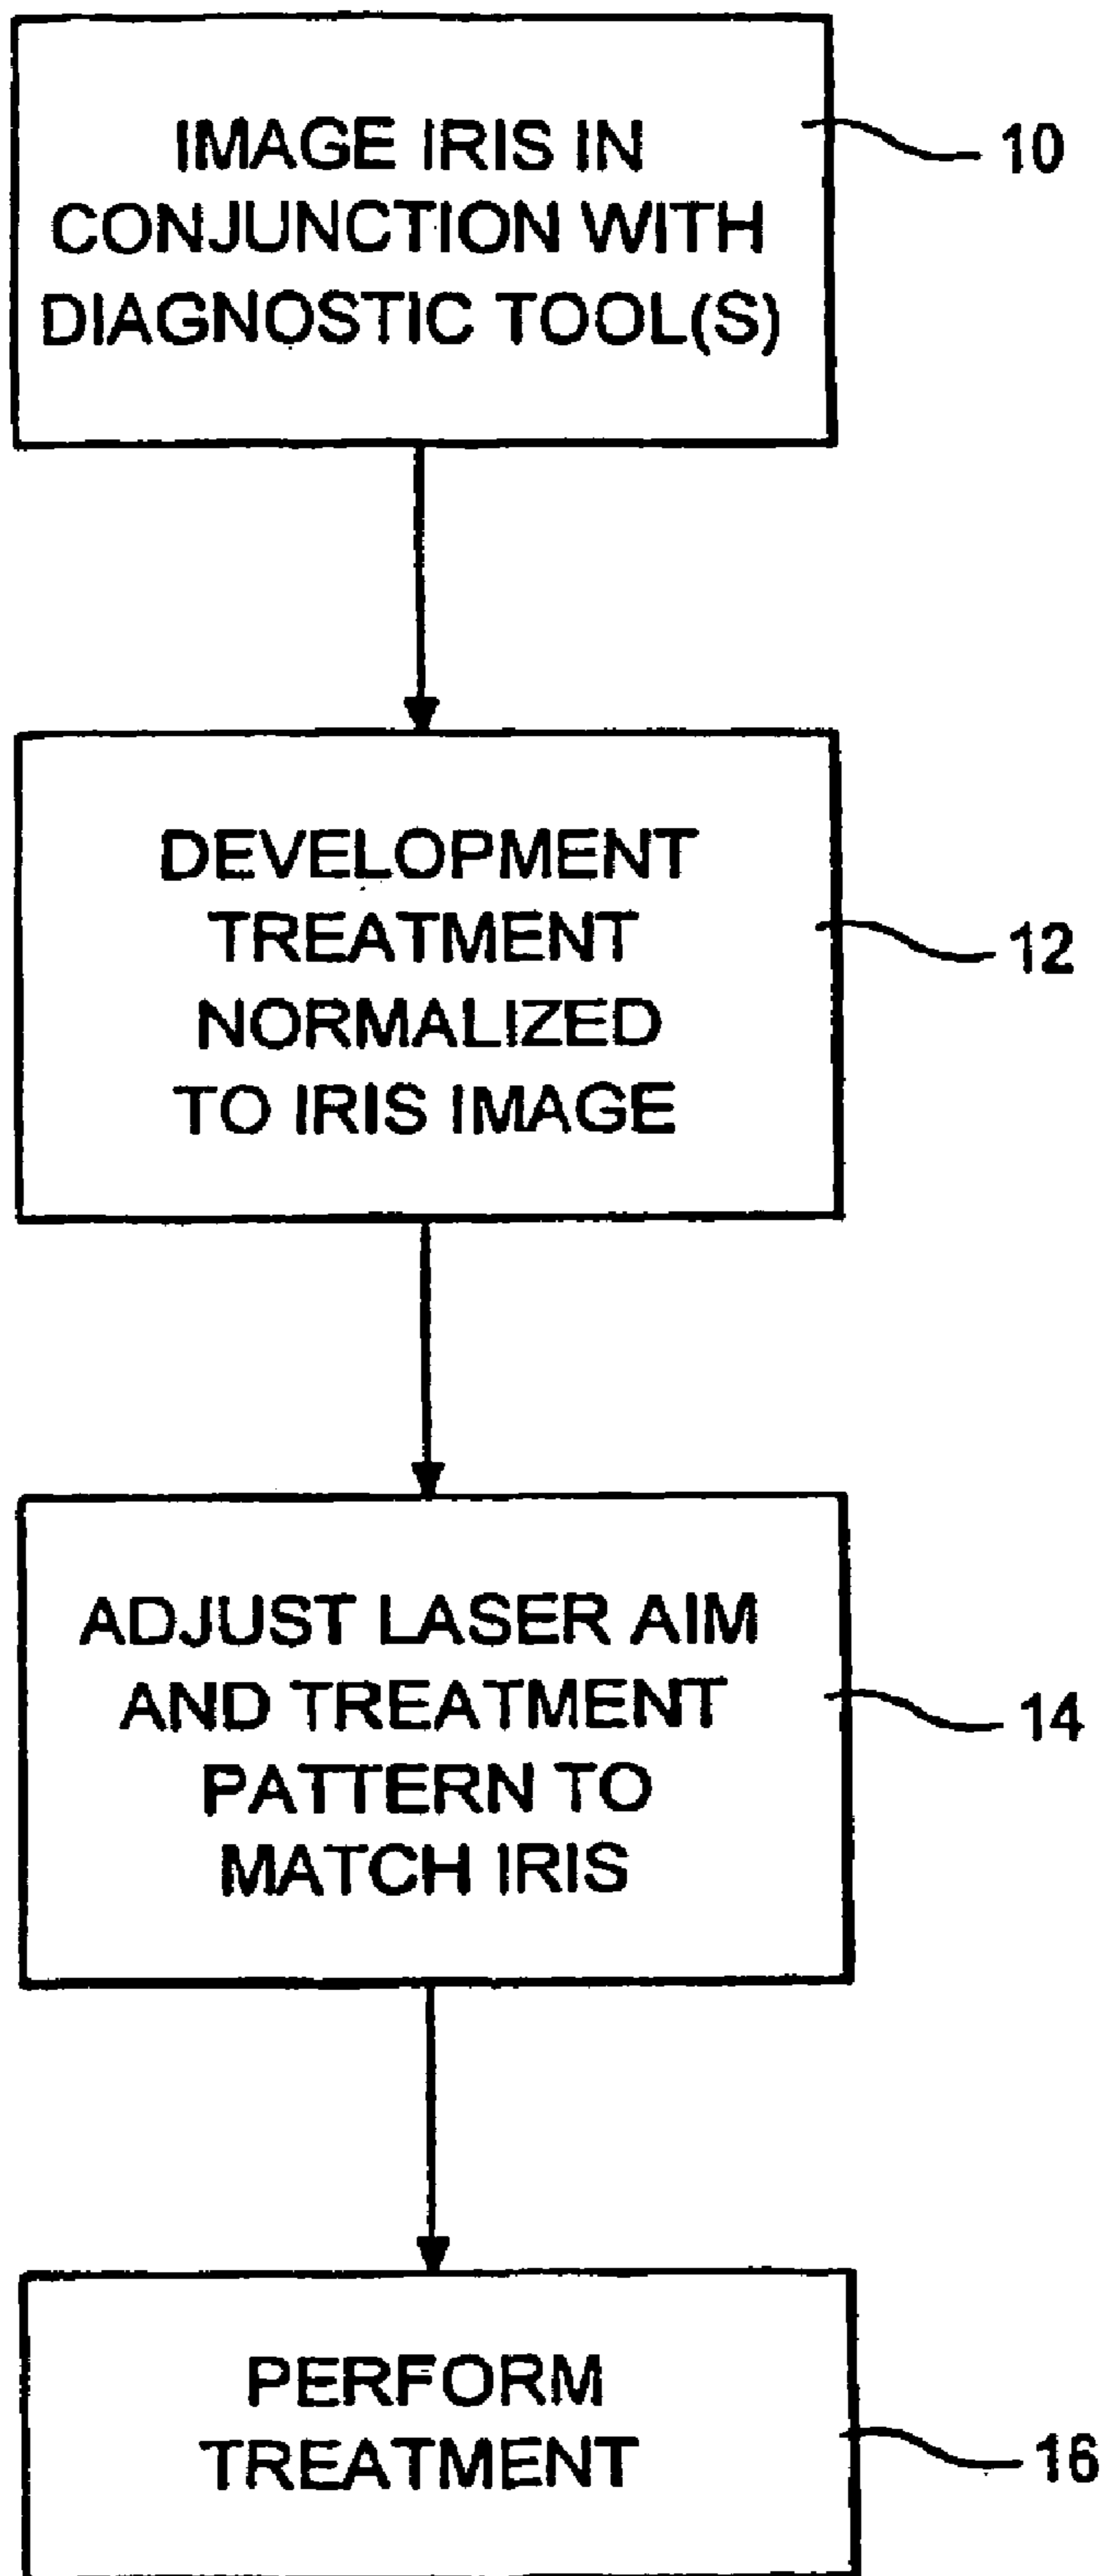 IMAGE IRIS IN
CONJUNCTION WITH
DIAGNOSTIC TOOL(S)
10
DEVELOPMENT
TREATMENT
NORMALIZED
TO IRIS IMAGE
12
ADJUST LASER AIM
AND TREATMENT
PATTERN TO
MATCH IRIS
14
PERFORM
TREATMENT
16